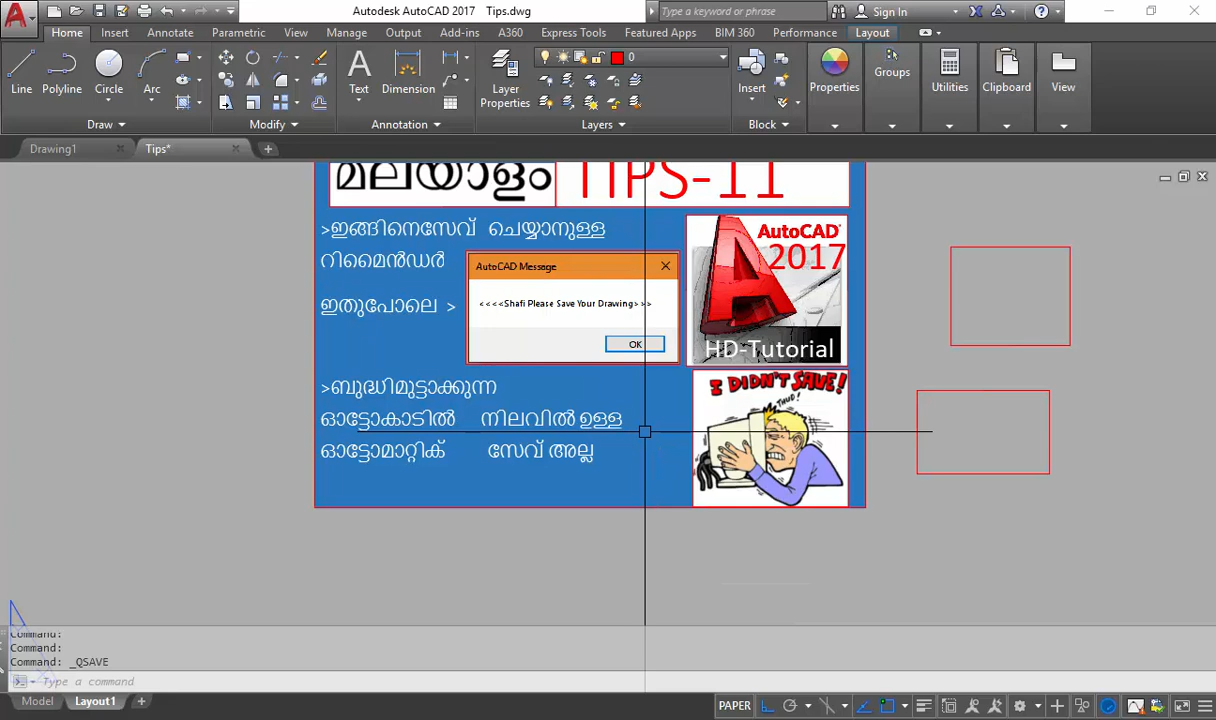 Autodesk AutoCAD 2017 Tips.dwg
Type a keyword or phrase
Sign In
Home Insert Annotate Parametric View Manage Output Add-ins A360 Express Tools Featured Apps BIM 360 Performance Layout
Line Polyline Circle Arc
Text Dimension
Layer Properties
0
Insert
Properties
Groups
Utilities
Clipboard
View
Draw Modify Annotation Layers Block
Drawing1 Tips*
മലയാളം TIPS-11
>ഇങ്ങിനെസേവ് ചെയ്യാനുള്ള
റിമൈൻഡർ
ഇതുപോലെ >
AutoCAD Message
<<<<Shafi Please Save Your Drawing>>>
OK
AutoCAD
2017
HD-Tutorial
>ബുദ്ധിമുട്ടാക്കുന്ന
ഓട്ടോകാടിൽ നിലവിൽ ഉള്ള
ഓട്ടോമാറ്റിക് സേവ് അല്ല
I DIDN'T SAVE!
THUD!
Command:
Command:
Command: _QSAVE
Type a command
Model Layout1
PAPER